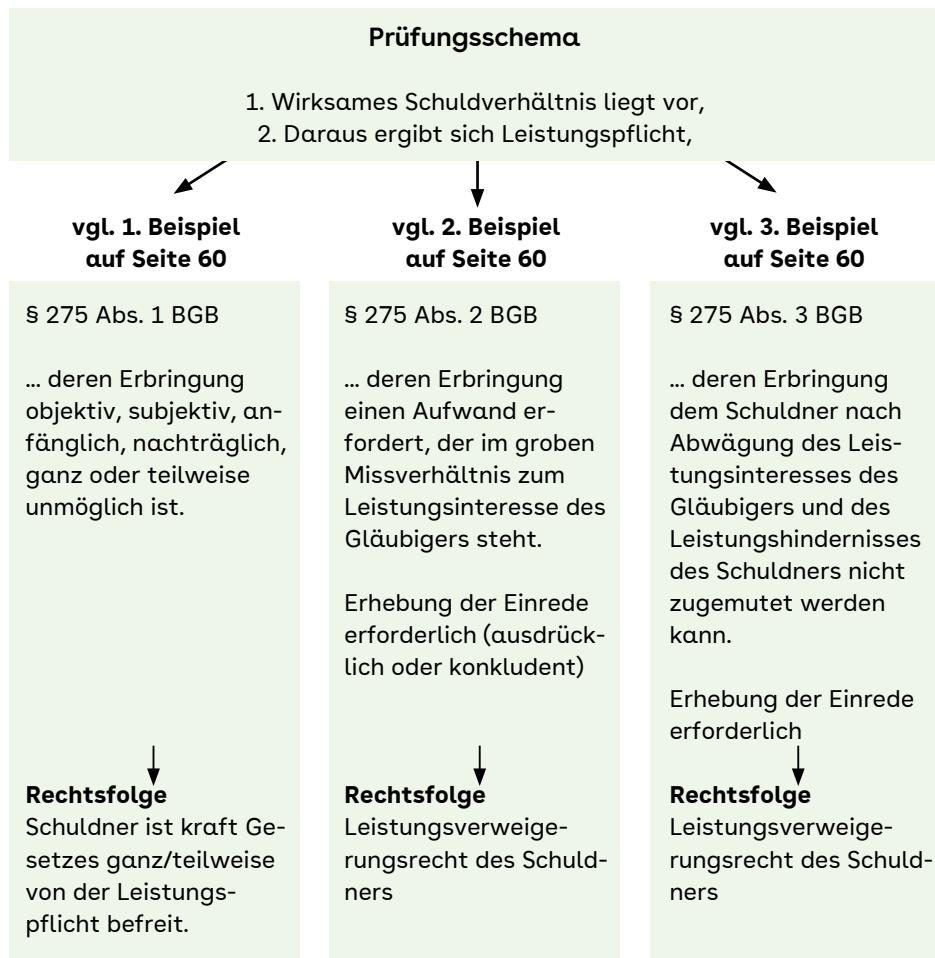 Prüfungsschema
1. Wirksames Schuldverhältnis liegt vor,
2. Daraus ergibt sich Leistungspflicht,
vgl. 1. Beispiel
auf Seite 60
§ 275 Abs. 1 BGB
... deren Erbringung
objektiv, subjektiv, an-
fänglich, nachträglich,
ganz oder teilweise
unmöglich ist.
Rechtsfolge
Schuldner ist kraft Ge-
setzes ganz/teilweise
von der Leistungs-
pflicht befreit.
vgl. 2. Beispiel
auf Seite 60
§ 275 Abs. 2 BGB
... deren Erbringung
einen Aufwand er-
fordert, der im groben
Missverhältnis zum
Leistungsinteresse des
Gläubigers steht.
Erhebung der Einrede
erforderlich (ausdrück-
lich oder konkludent)
Rechtsfolge
Leistungsverweige-
rungsrecht des Schuld-
ners
vgl. 3. Beispiel
auf Seite 60
§ 275 Abs. 3 BGB
... deren Erbringung
dem Schuldner nach
Abwägung des Leis-
tungsinteresses des
Gläubigers und des
Leistungshindernisses
des Schuldners nicht
zugemutet werden
kann.
Erhebung der Einrede
erforderlich
Rechtsfolge
Leistungsverweige-
rungsrecht des Schuld-
ners